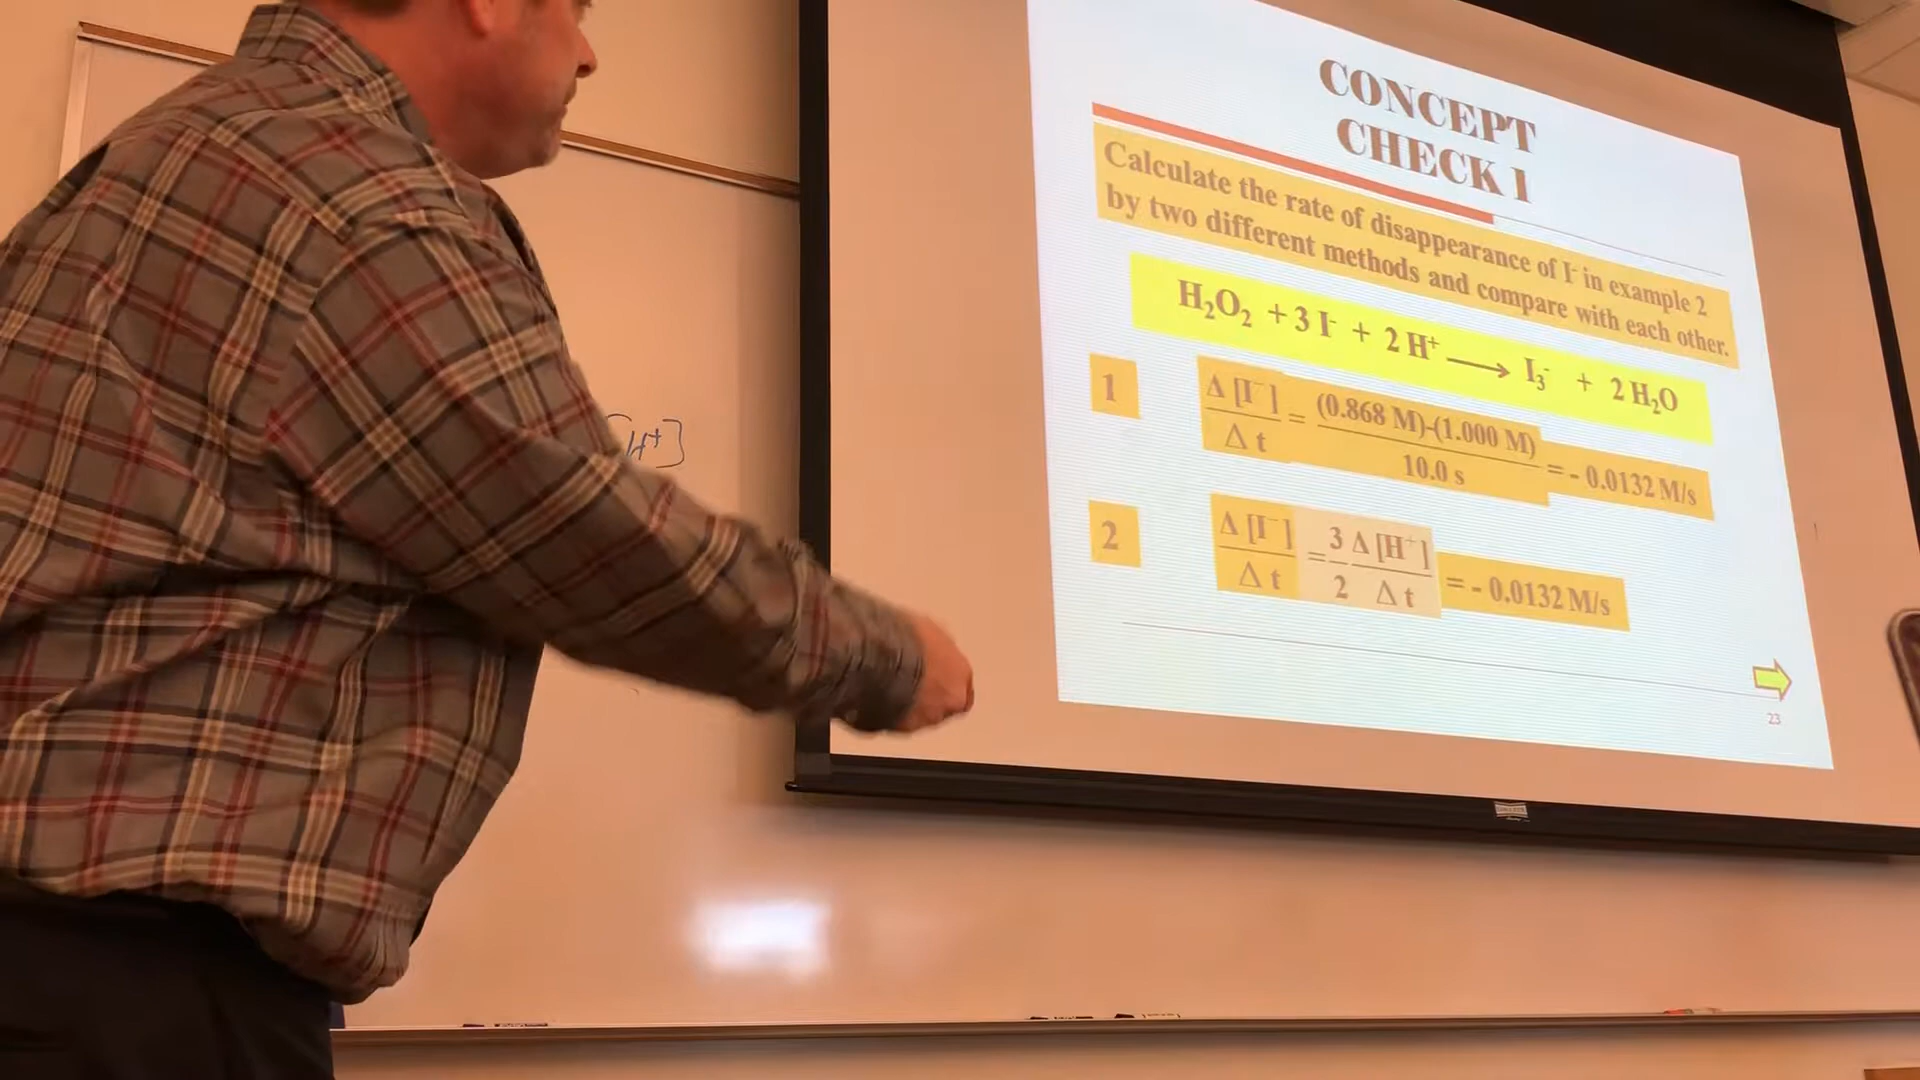 CONCEPT
CHECK 1
Calculate the rate of disappearance of I⁻ in example 2
by two different methods and compare with each other.
H₂O₂ + 3 I⁻ + 2 H⁺ ⟶ I₃⁻ + 2 H₂O
1
Δ [I⁻] / Δ t = (0.868 M)-(1.000 M) / 10.0 s = - 0.0132 M/s
2
Δ [I⁻] / Δ t = 3/2 Δ [H⁺] / Δ t = - 0.0132 M/s
23
[H⁺]